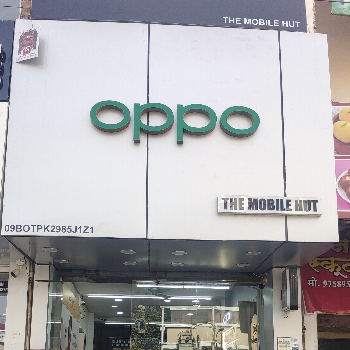 THE MOBILE HUT
oppo
THE MOBILE HUT
09BOTPK2985J1Z1